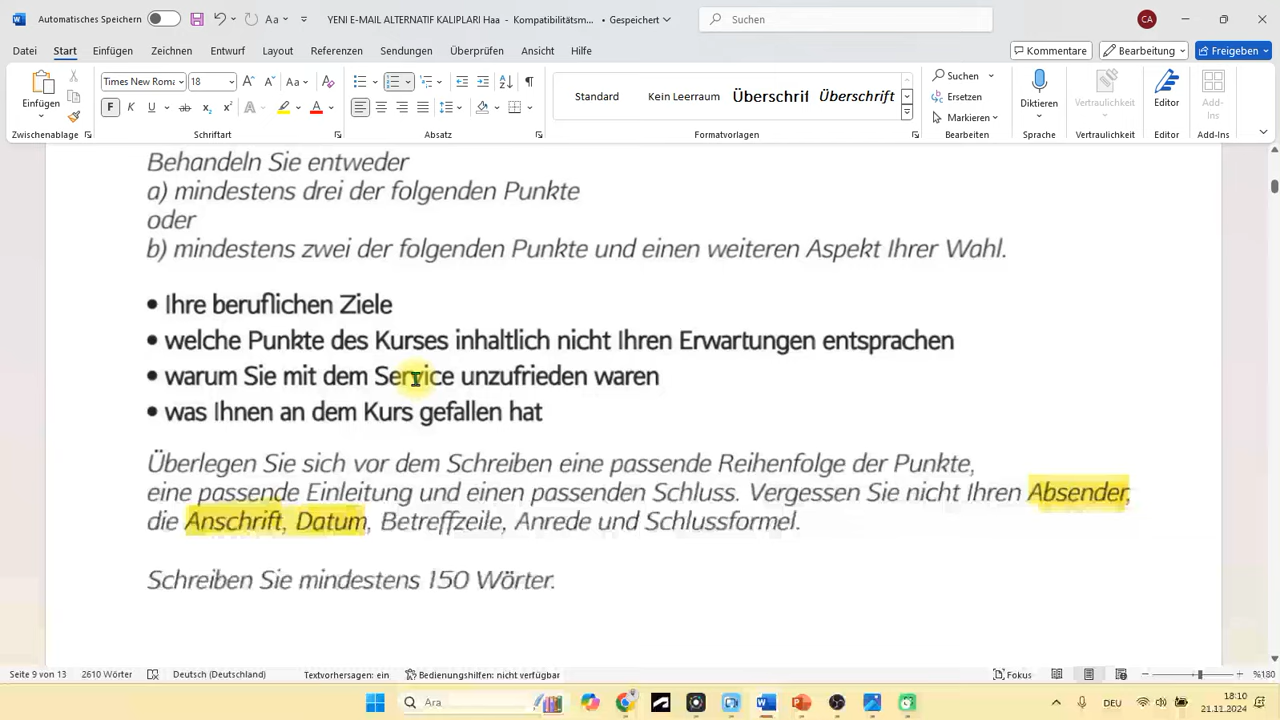 Automatisches Speichern
YENI E-MAIL ALTERNATIF KALIPLARI Haa - Kompatibilitätsm... • Gespeichert
Suchen
CA
Datei Start Einfügen Zeichnen Entwurf Layout Referenzen Sendungen Überprüfen Ansicht Hilfe
Kommentare Bearbeitung Freigeben
Einfügen
Times New Roma 18
Standard Kein Leerraum Überschrif Überschrift
Suchen
Ersetzen
Markieren
Diktieren
Vertraulichkeit
Editor
Add-Ins
Zwischenablage Schriftart Absatz Formatvorlagen Bearbeiten Sprache Vertraulichkeit Editor Add-Ins
Behandeln Sie entweder
a) mindestens drei der folgenden Punkte
oder
b) mindestens zwei der folgenden Punkte und einen weiteren Aspekt Ihrer Wahl.
• Ihre beruflichen Ziele
• welche Punkte des Kurses inhaltlich nicht Ihren Erwartungen entsprachen
• warum Sie mit dem Service unzufrieden waren
• was Ihnen an dem Kurs gefallen hat
Überlegen Sie sich vor dem Schreiben eine passende Reihenfolge der Punkte,
eine passende Einleitung und einen passenden Schluss. Vergessen Sie nicht Ihren Absender,
die Anschrift, Datum, Betreffzeile, Anrede und Schlussformel.
Schreiben Sie mindestens 150 Wörter.
Seite 9 von 13 2610 Wörter Deutsch (Deutschland) Textvorhersagen: ein Bedienungshilfen: nicht verfügbar Fokus %180
Ara
DEU
18:10
21.11.2024